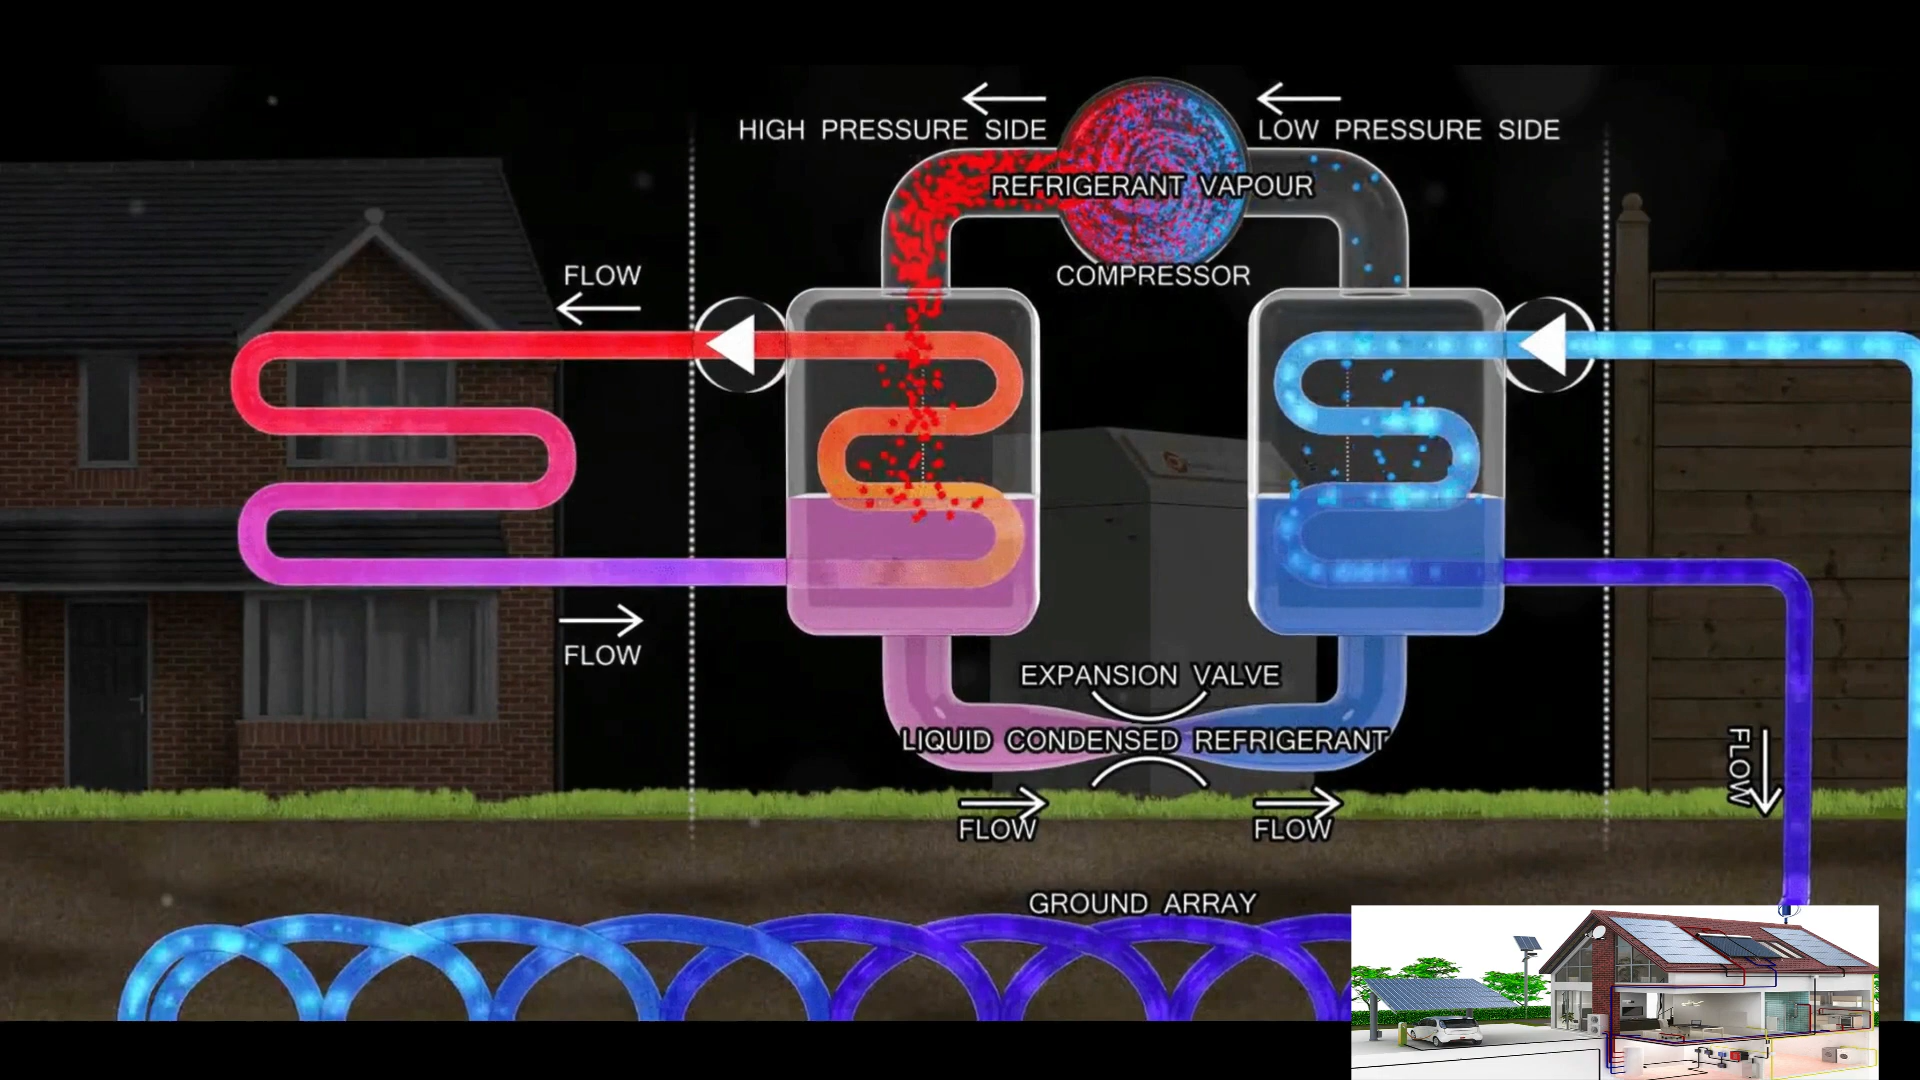 HIGH PRESSURE SIDE
LOW PRESSURE SIDE
REFRIGERANT VAPOUR
COMPRESSOR
FLOW
FLOW
EXPANSION VALVE
LIQUID CONDENSED REFRIGERANT
FLOW
FLOW
FLOW
GROUND ARRAY